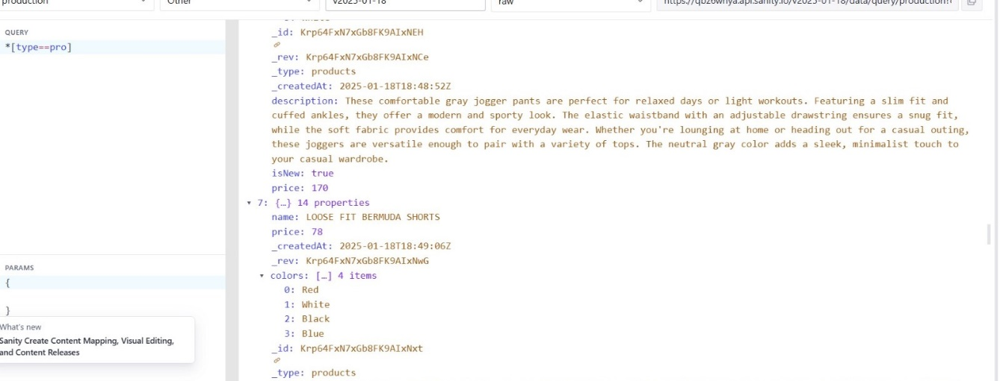 production
Other
v2025-01-18
raw
https://qbz6whya.api.sanity.io/v2025-01-18/data/query/production?
QUERY
*[type==pro]
_id: Krp64FxN7xGb8FK9AIxNEH
_rev: Krp64FxN7xGb8FK9AIxNCe
_type: products
_createdAt: 2025-01-18T18:48:52Z
description: These comfortable gray jogger pants are perfect for relaxed days or light workouts. Featuring a slim fit and
cuffed ankles, they offer a modern and sporty look. The elastic waistband with an adjustable drawstring ensures a snug fit,
while the soft fabric provides comfort for everyday wear. Whether you're lounging at home or heading out for a casual outing,
these joggers are versatile enough to pair with a variety of tops. The neutral gray color adds a sleek, minimalist touch to
your casual wardrobe.
isNew: true
price: 170
7: {…} 14 properties
name: LOOSE FIT BERMUDA SHORTS
price: 78
_createdAt: 2025-01-18T18:49:06Z
_rev: Krp64FxN7xGb8FK9AIxNwG
colors: […] 4 items
0: Red
1: White
2: Black
3: Blue
_id: Krp64FxN7xGb8FK9AIxNxt
_type: products
PARAMS
{
}
What's new
Sanity Create Content Mapping, Visual Editing,
and Content Releases